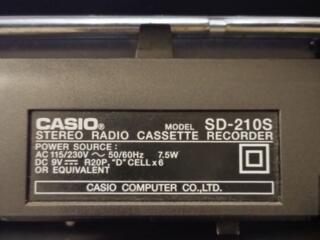 CASIO® MODEL SD-210S
STEREO RADIO CASSETTE RECORDER
POWER SOURCE:
AC 115/230V ～ 50/60Hz 7.5W
DC 9V ⎓ R20P, "D" CELL x 6
OR EQUIVALENT
CASIO COMPUTER CO.,LTD.